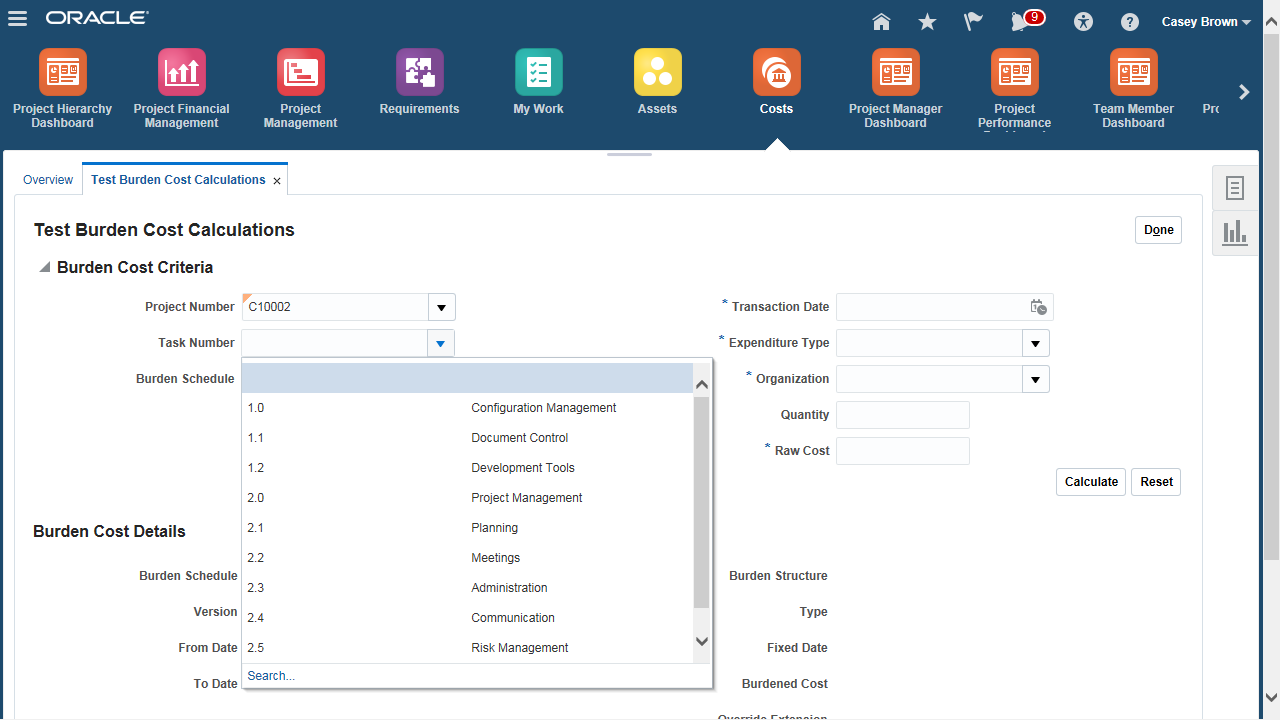 ORACLE
9
Casey Brown
Project Hierarchy
Dashboard
Project Financial
Management
Project
Management
Requirements
My Work
Assets
Costs
Project Manager
Dashboard
Project
Performance
Team Member
Dashboard
Overview
Test Burden Cost Calculations ×
Test Burden Cost Calculations
Done
Burden Cost Criteria
Project Number C10002
* Transaction Date
Task Number
* Expenditure Type
Burden Schedule
* Organization
Quantity
* Raw Cost
Calculate Reset
1.0 Configuration Management
1.1 Document Control
1.2 Development Tools
2.0 Project Management
2.1 Planning
2.2 Meetings
2.3 Administration
2.4 Communication
2.5 Risk Management
Search...
Burden Cost Details
Burden Schedule
Burden Structure
Version
Type
From Date
Fixed Date
To Date
Burdened Cost
Override Extension